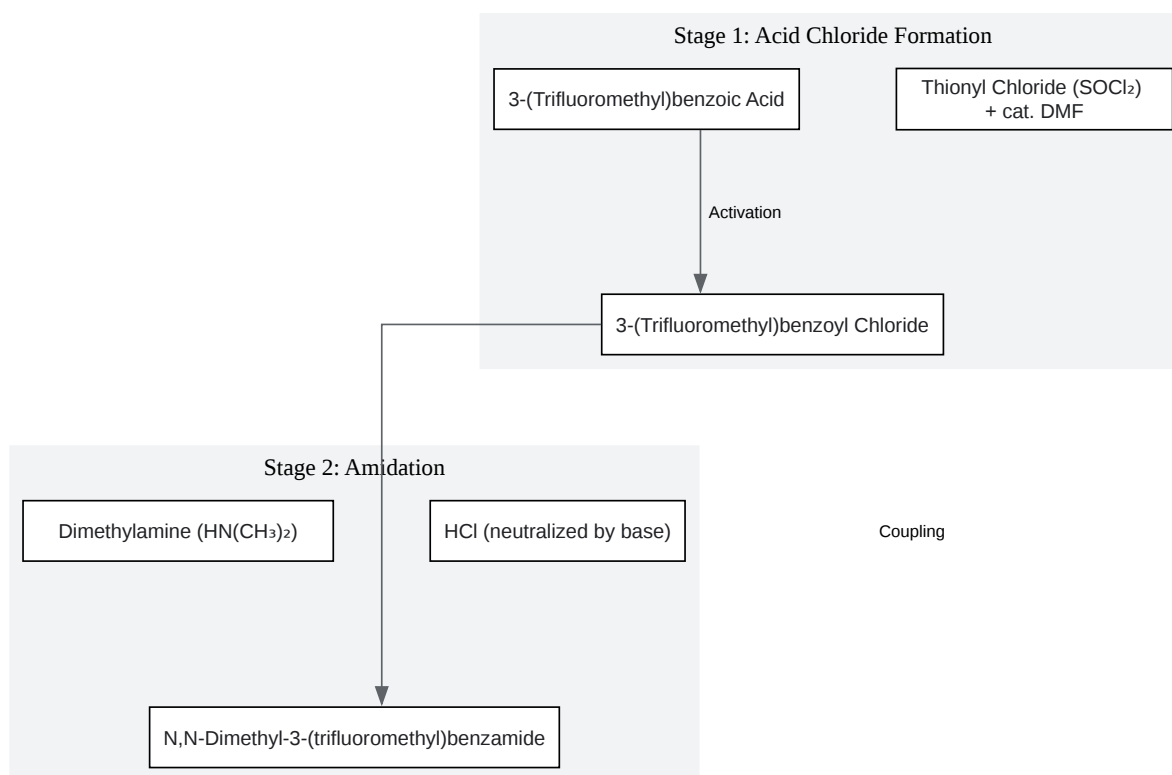 Stage 1: Acid Chloride Formation
3-(Trifluoromethyl)benzoic Acid
Thionyl Chloride (SOCl₂)
+ cat. DMF
Activation
3-(Trifluoromethyl)benzoyl Chloride
Stage 2: Amidation
Dimethylamine (HN(CH₃)₂)
HCl (neutralized by base)
Coupling
N,N-Dimethyl-3-(trifluoromethyl)benzamide